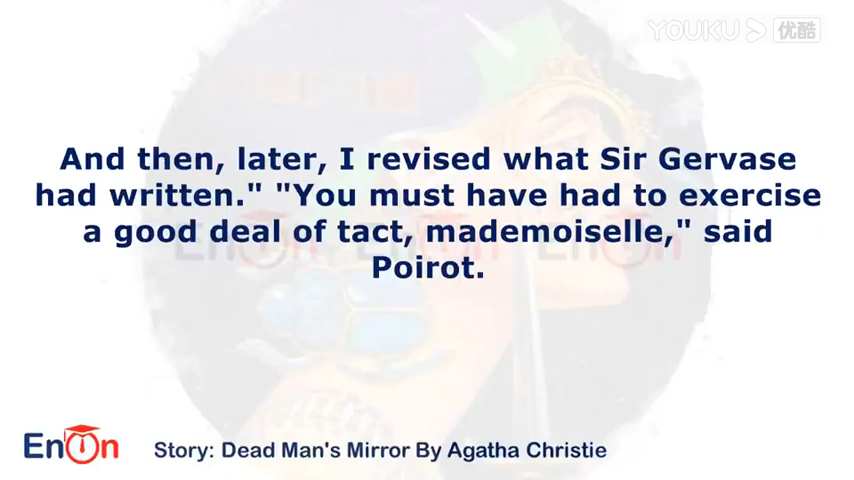 YOUKU 优酷
And then, later, I revised what Sir Gervase
had written." "You must have had to exercise
a good deal of tact, mademoiselle," said
Poirot.
EnOn
Story: Dead Man's Mirror By Agatha Christie